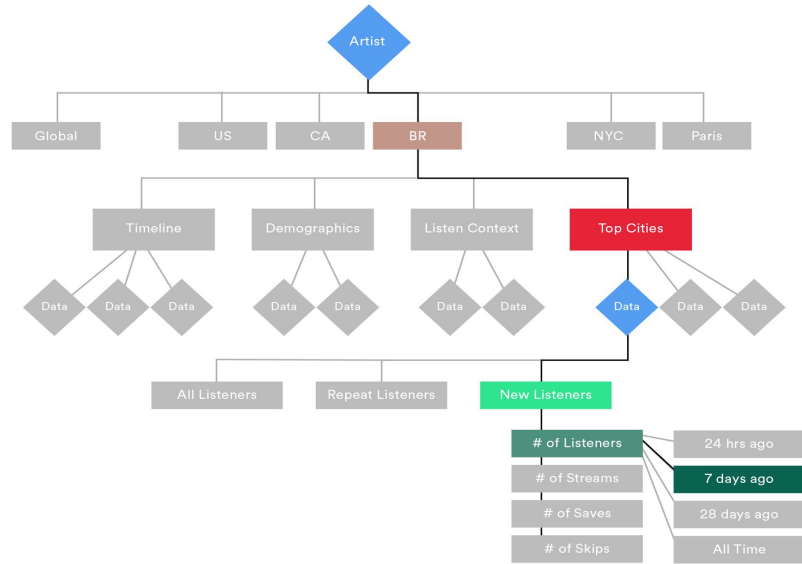 Artist
Global
US
CA
BR
NYC
Paris
Timeline
Demographics
Listen Context
Top Cities
Data
Data
Data
Data
Data
Data
Data
Data
Data
Data
All Listeners
Repeat Listeners
New Listeners
# of Listeners
24 hrs ago
# of Streams
7 days ago
# of Saves
28 days ago
# of Skips
All Time